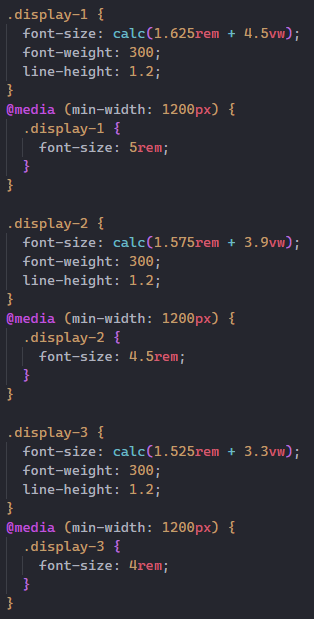 .display-1 {
  font-size: calc(1.625rem + 4.5vw);
  font-weight: 300;
  line-height: 1.2;
}
@media (min-width: 1200px) {
  .display-1 {
    font-size: 5rem;
  }
}

.display-2 {
  font-size: calc(1.575rem + 3.9vw);
  font-weight: 300;
  line-height: 1.2;
}
@media (min-width: 1200px) {
  .display-2 {
    font-size: 4.5rem;
  }
}

.display-3 {
  font-size: calc(1.525rem + 3.3vw);
  font-weight: 300;
  line-height: 1.2;
}
@media (min-width: 1200px) {
  .display-3 {
    font-size: 4rem;
  }
}